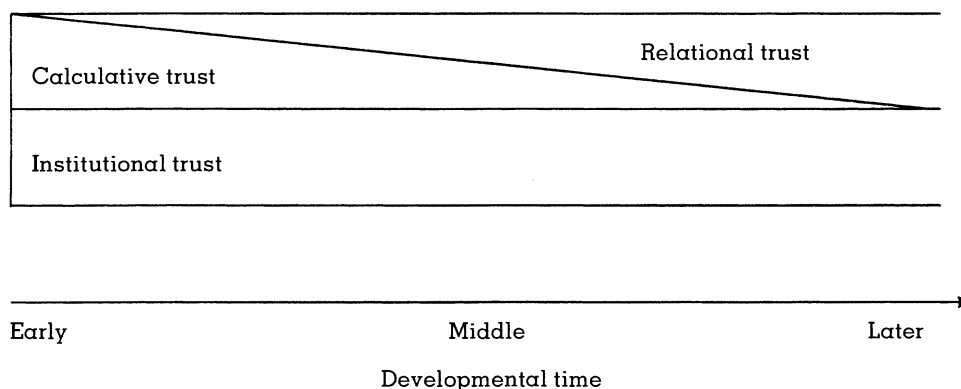 Relational trust
Calculative trust
Institutional trust
Early Middle Later
Developmental time